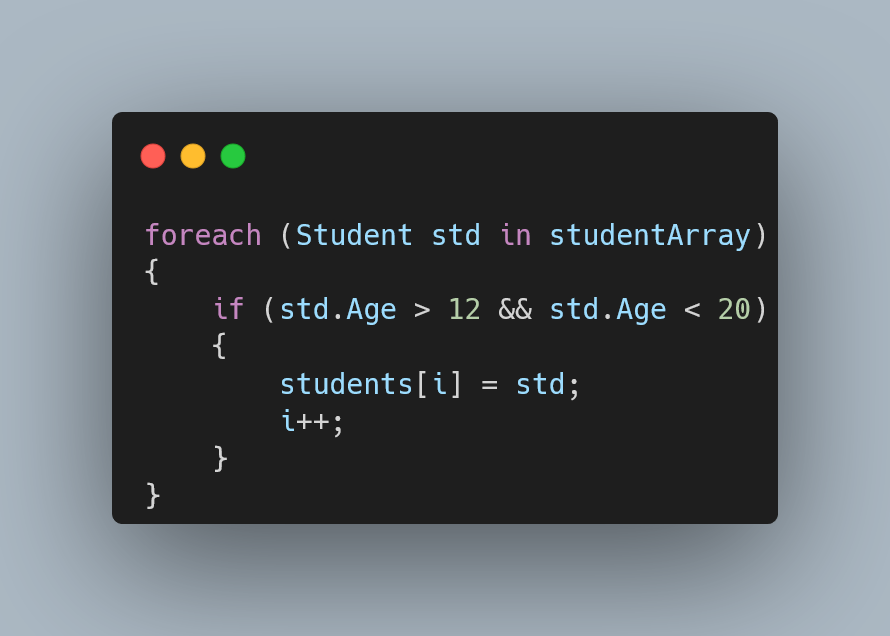 foreach (Student std in studentArray)
{
    if (std.Age > 12 && std.Age < 20)
    {
        students[i] = std;
        i++;
    }
}